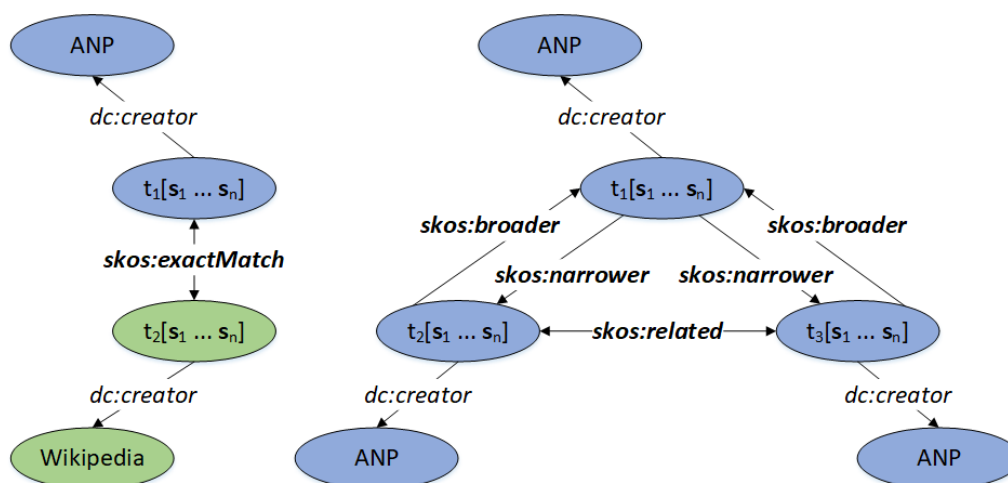 ANP
dc:creator
t1[s1 ... sn]
skos:exactMatch
t2[s1 ... sn]
dc:creator
Wikipedia
ANP
dc:creator
t1[s1 ... sn]
skos:broader
skos:broader
skos:narrower
skos:narrower
t2[s1 ... sn]
skos:related
t3[s1 ... sn]
dc:creator
dc:creator
ANP
ANP